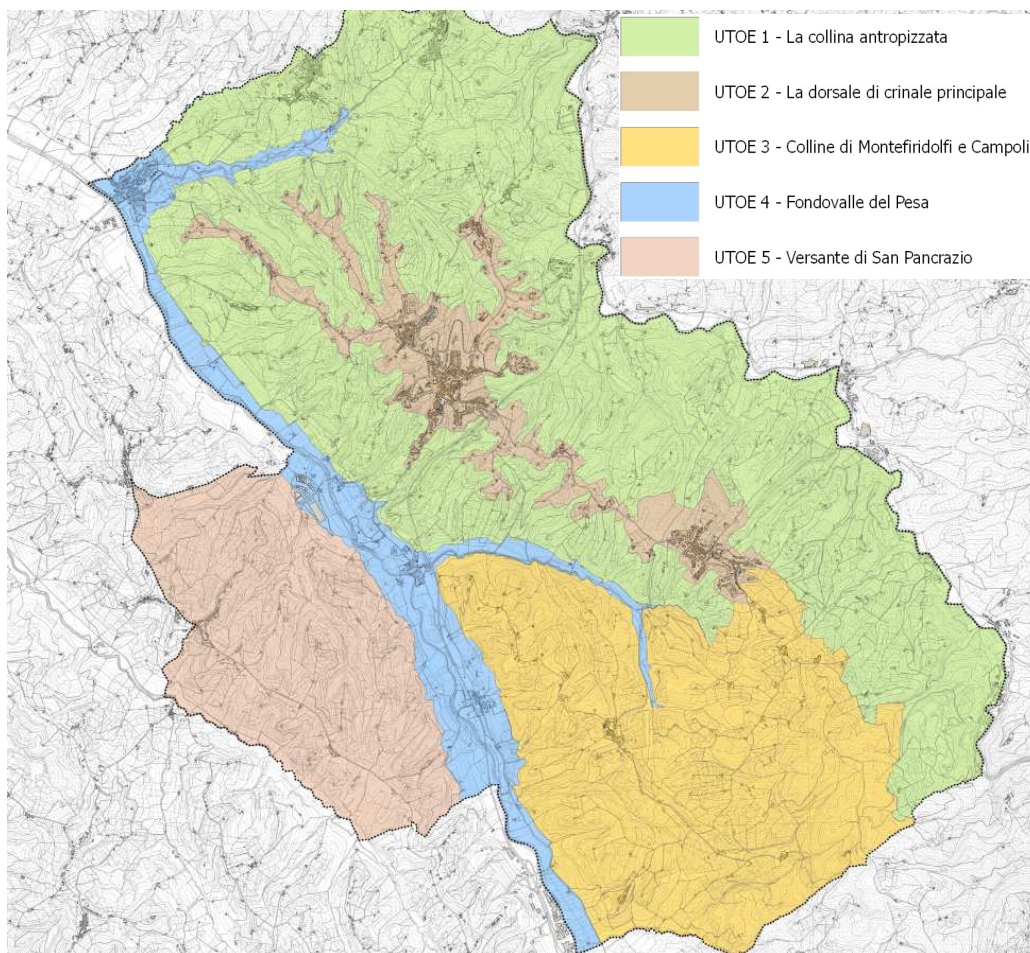 UTOE 1 - La collina antropizzata
UTOE 2 - La dorsale di crinale principale
UTOE 3 - Colline di Montefiridolfi e Campoli
UTOE 4 - Fondovalle del Pesa
UTOE 5 - Versante di San Pancrazio